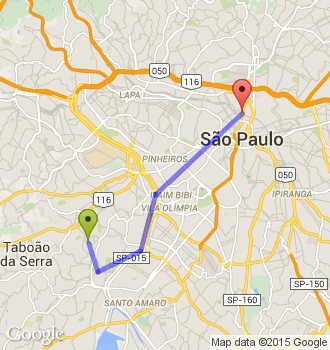 050
116
LAPA
São Paulo
PINHEIROS
050
ITAIM BIBI
VILA OLÍMPIA
IPIRANGA
116
Taboão
da Serra
SP-015
SP-150
SANTO AMARO
SP-160
Google
Map data ©2015 Google